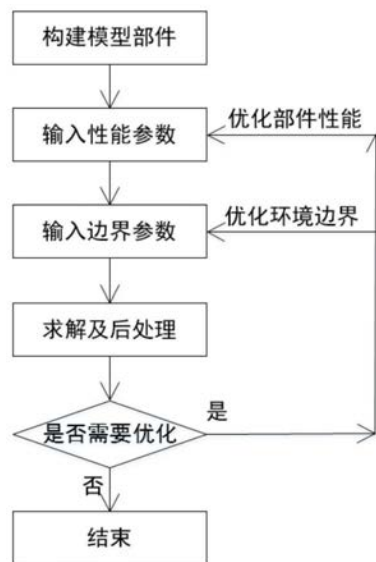 构建模型部件
输入性能参数
优化部件性能
输入边界参数
优化环境边界
求解及后处理
是否需要优化
是
否
结束